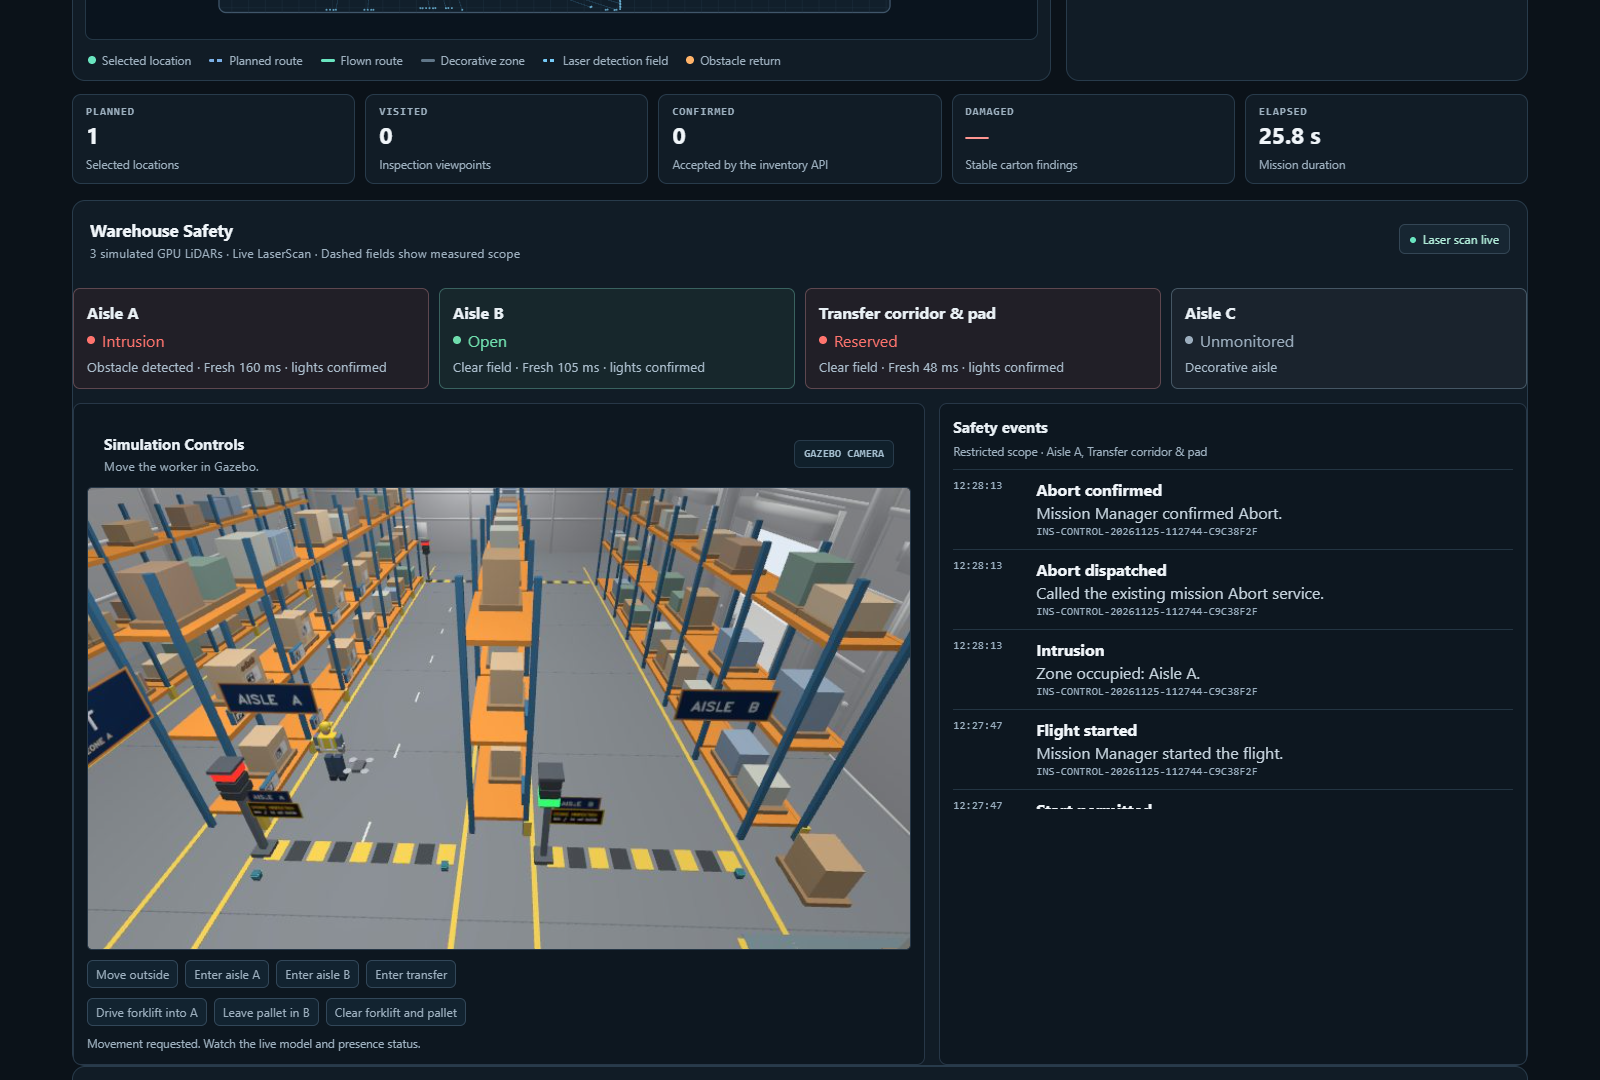 Selected location
Planned route
Flown route
Decorative zone
Laser detection field
Obstacle return
PLANNED
1
Selected locations
VISITED
0
Inspection viewpoints
CONFIRMED
0
Accepted by the inventory API
DAMAGED
—
Stable carton findings
ELAPSED
25.8 s
Mission duration
Warehouse Safety
3 simulated GPU LiDARs · Live LaserScan · Dashed fields show measured scope
Laser scan live
Aisle A
Intrusion
Obstacle detected · Fresh 160 ms · lights confirmed
Aisle B
Open
Clear field · Fresh 105 ms · lights confirmed
Transfer corridor & pad
Reserved
Clear field · Fresh 48 ms · lights confirmed
Aisle C
Unmonitored
Decorative aisle
Simulation Controls
Move the worker in Gazebo.
GAZEBO CAMERA
AISLE A
AISLE B
AISLE A
AISLE B
Move outside
Enter aisle A
Enter aisle B
Enter transfer
Drive forklift into A
Leave pallet in B
Clear forklift and pallet
Movement requested. Watch the live model and presence status.
Safety events
Restricted scope · Aisle A, Transfer corridor & pad
12:28:13
Abort confirmed
Mission Manager confirmed Abort.
INS-CONTROL-20261125-112744-C9C38F2F
12:28:13
Abort dispatched
Called the existing mission Abort service.
INS-CONTROL-20261125-112744-C9C38F2F
12:28:13
Intrusion
Zone occupied: Aisle A.
INS-CONTROL-20261125-112744-C9C38F2F
12:27:47
Flight started
Mission Manager started the flight.
INS-CONTROL-20261125-112744-C9C38F2F
12:27:47
Start permitted